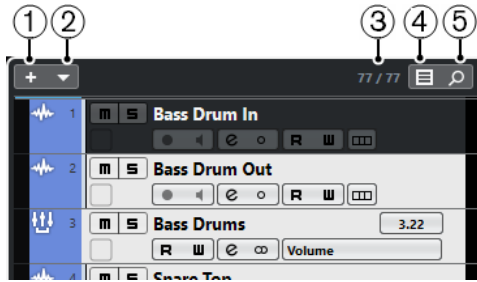 1 2 3 4 5
+ 77 / 77
1 m S Bass Drum In
e R W
2 m S Bass Drum Out
e R W
3 m S Bass Drums 3.22
R W e Volume
4 m S Snare Top